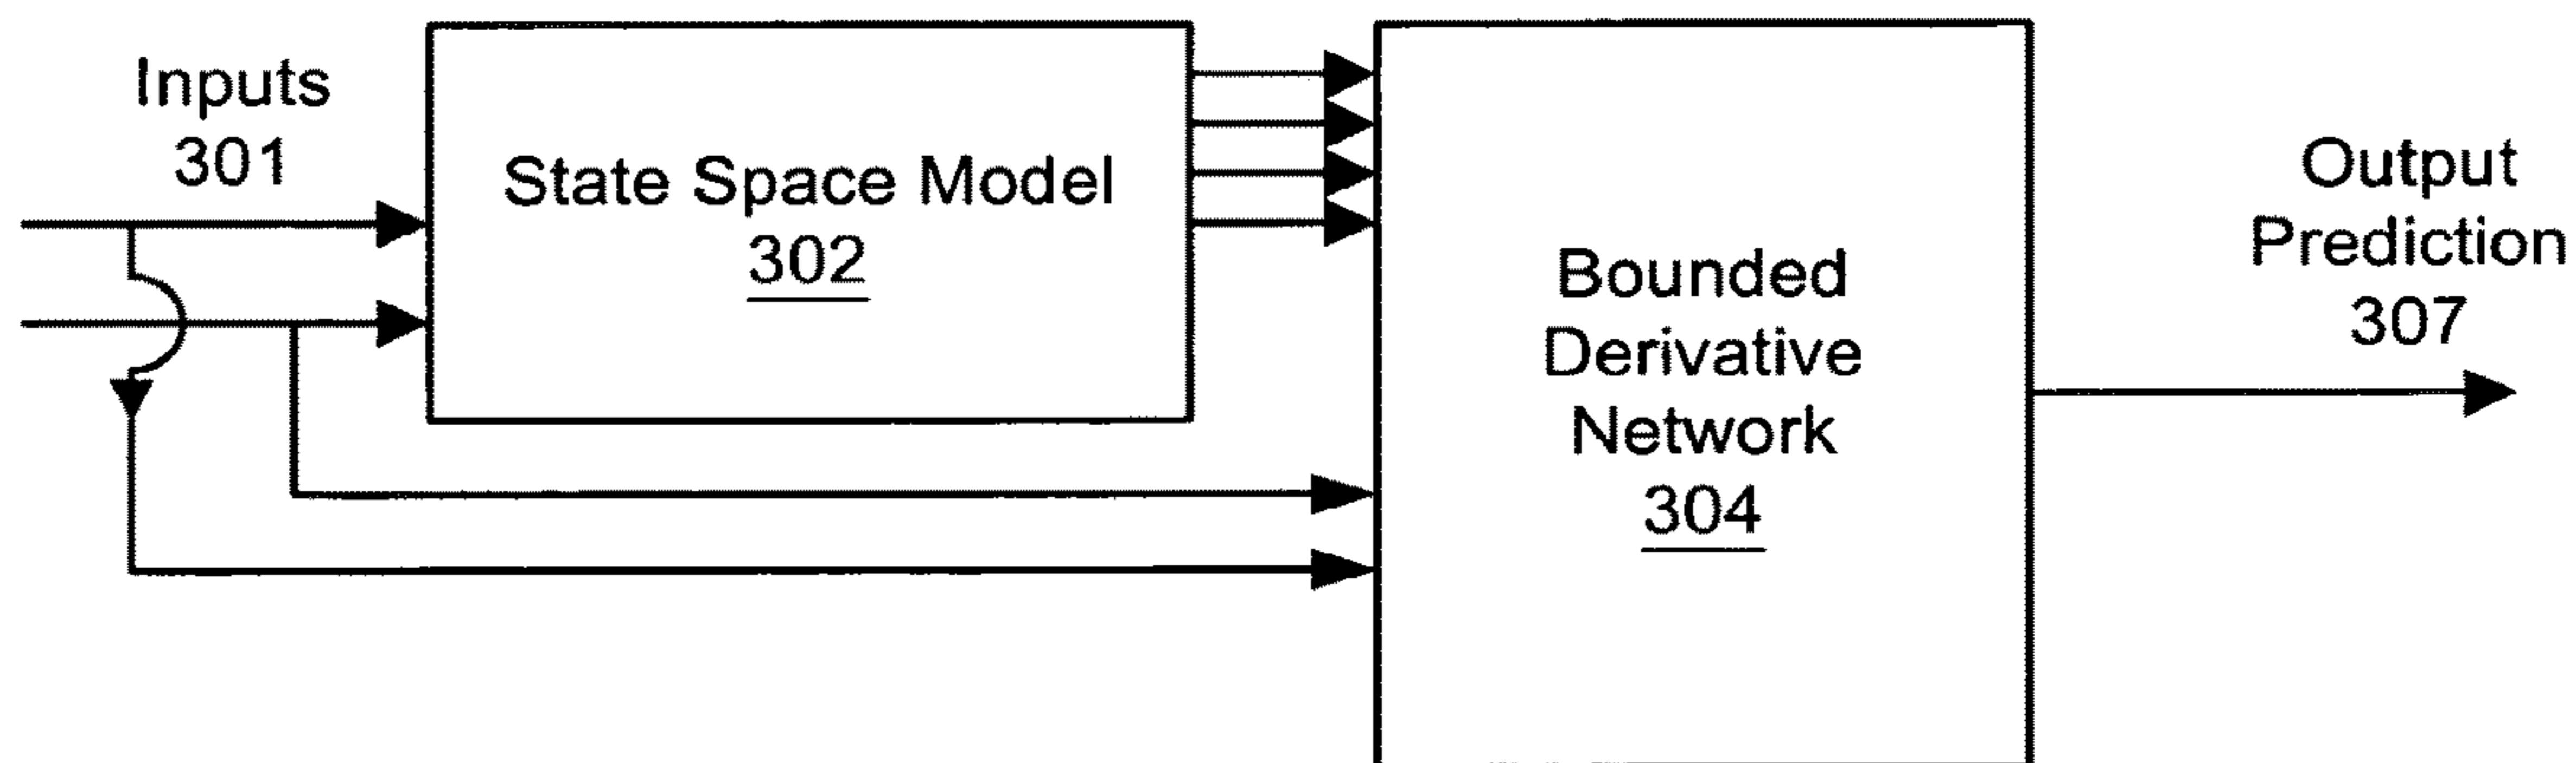 Inputs
301
State Space Model
302
Bounded
Derivative
Network
304
Output
Prediction
307